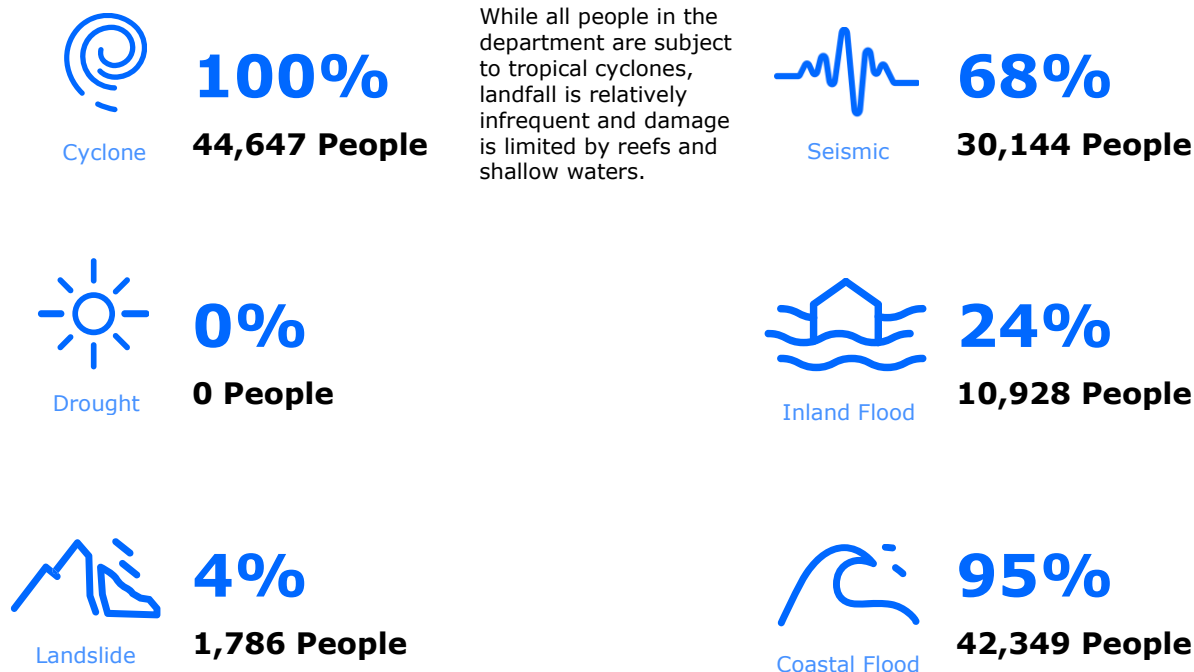 100%
44,647 People
Cyclone
While all people in the
department are subject
to tropical cyclones,
landfall is relatively
infrequent and damage
is limited by reefs and
shallow waters.
68%
30,144 People
Seismic
0%
0 People
Drought
24%
10,928 People
Inland Flood
4%
1,786 People
Landslide
95%
42,349 People
Coastal Flood